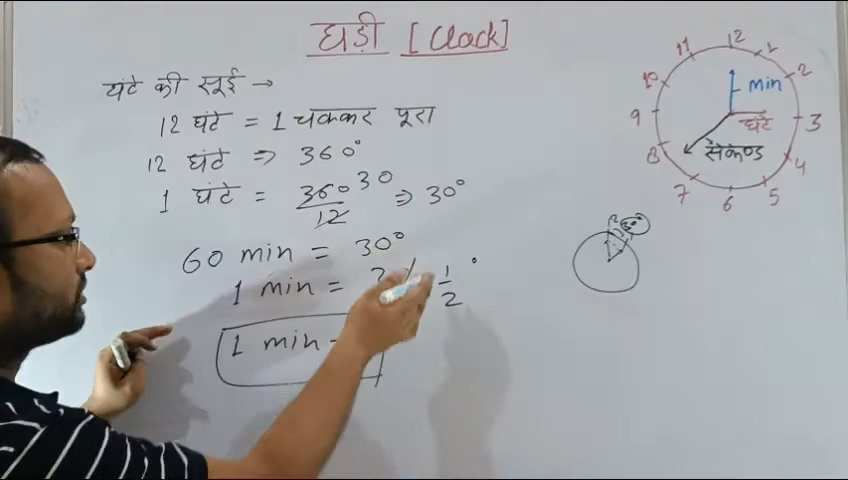 घड़ी [Clock]
घंटे की सूई →
12 घंटे = 1 चक्कर पूरा
12 घंटे ⇒ 360°
1 घंटे = 360° 30 / 12 ⇒ 30°
60 min = 30°
1 min = 1/2°
1 min =
12
1
2
3
4
5
6
7
8
9
10
11
min
घंटे
सेकेण्ड